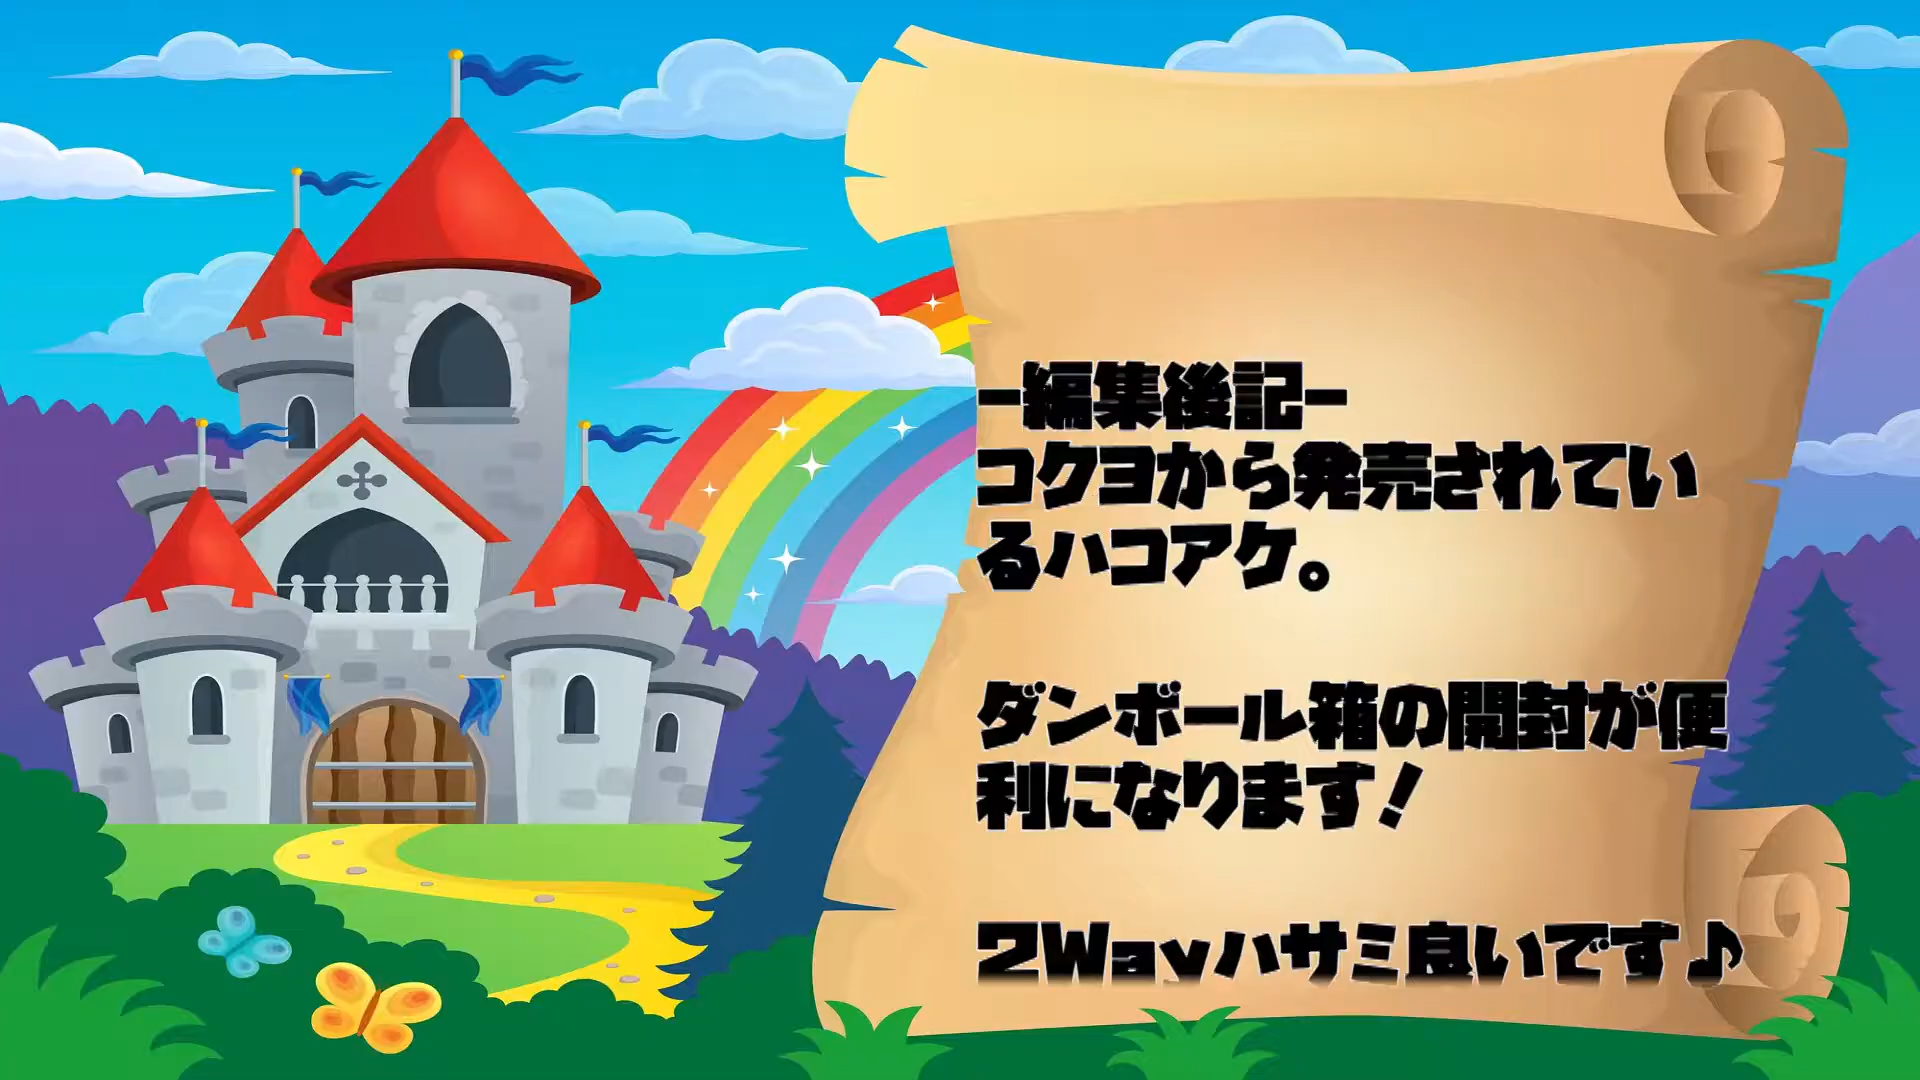 –編集後記–
コクヨから発売されてい
るハコアケ。
ダンボール箱の開封が便
利になります！
2Wayハサミ良いです♪